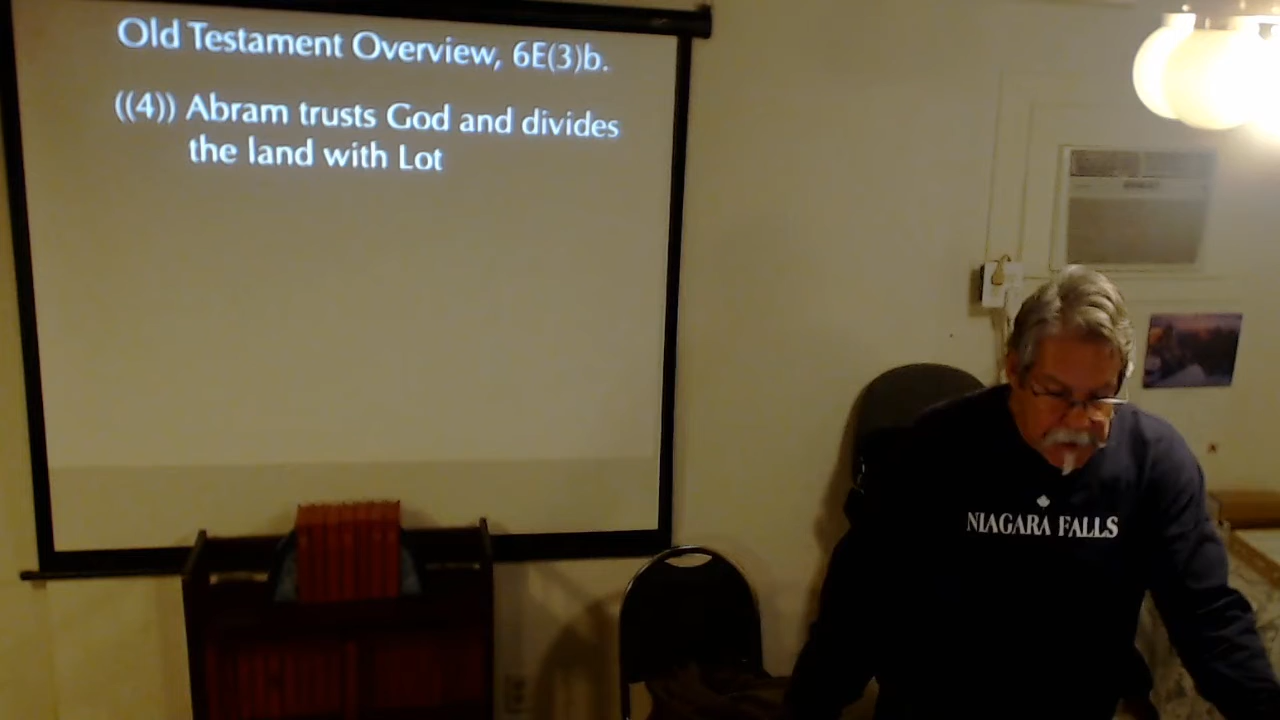 Old Testament Overview, 6E(3)b.
((4)) Abram trusts God and divides
the land with Lot
NIAGARA FALLS